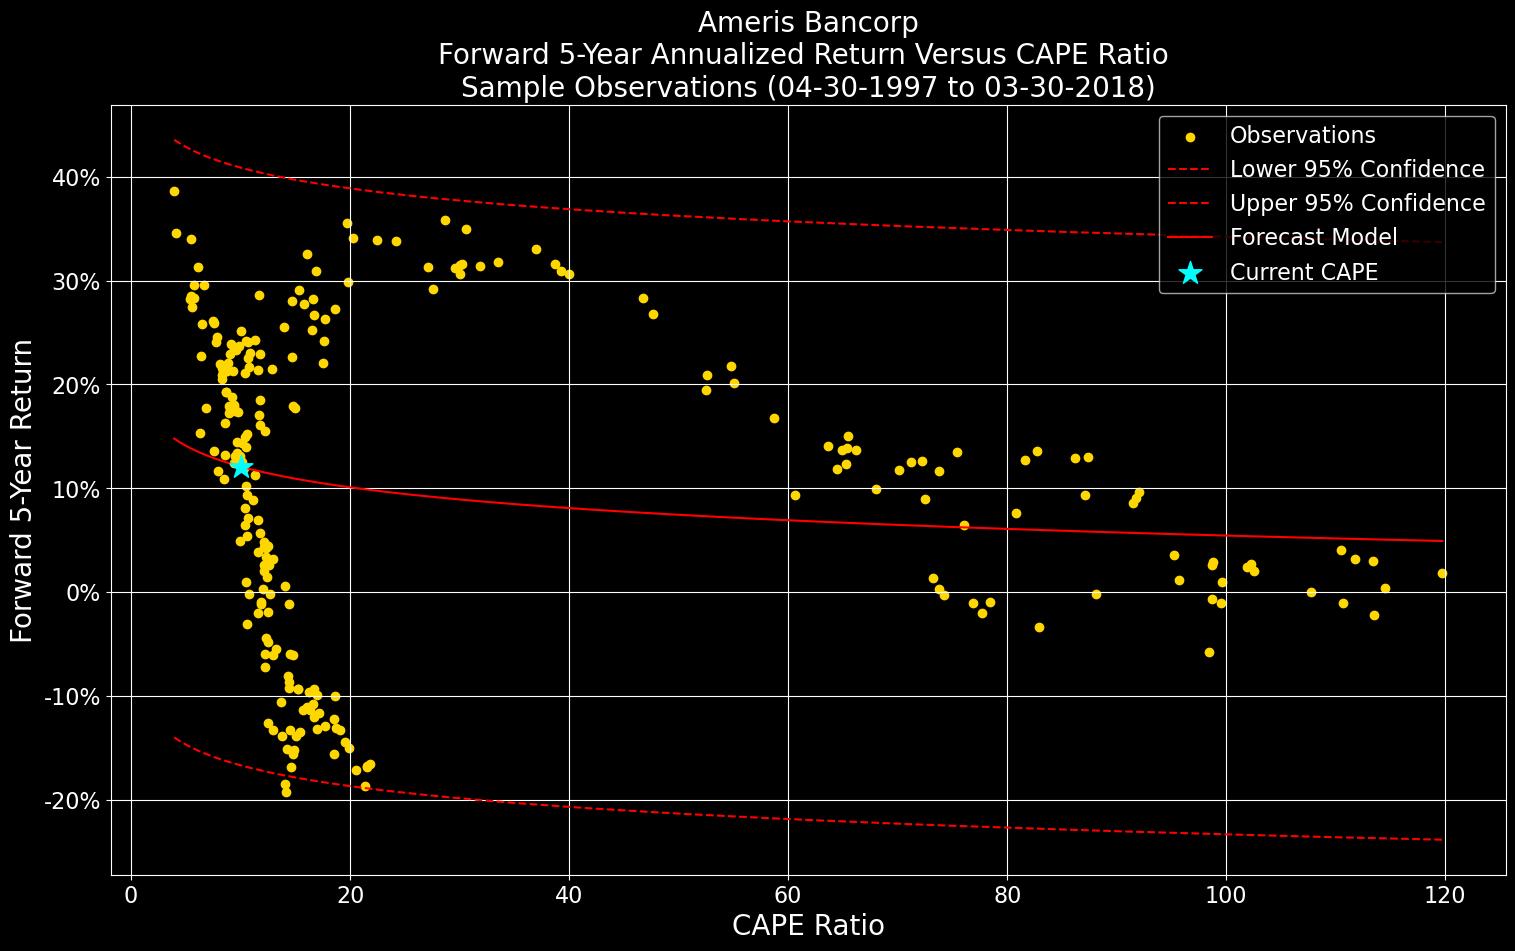 Ameris Bancorp
Forward 5-Year Annualized Return Versus CAPE Ratio
Sample Observations (04-30-1997 to 03-30-2018)
Observations
Lower 95% Confidence
Upper 95% Confidence
Forecast Model
Current CAPE
Forward 5-Year Return
40%
30%
20%
10%
0%
-10%
-20%
0 20 40 60 80 100 120
CAPE Ratio